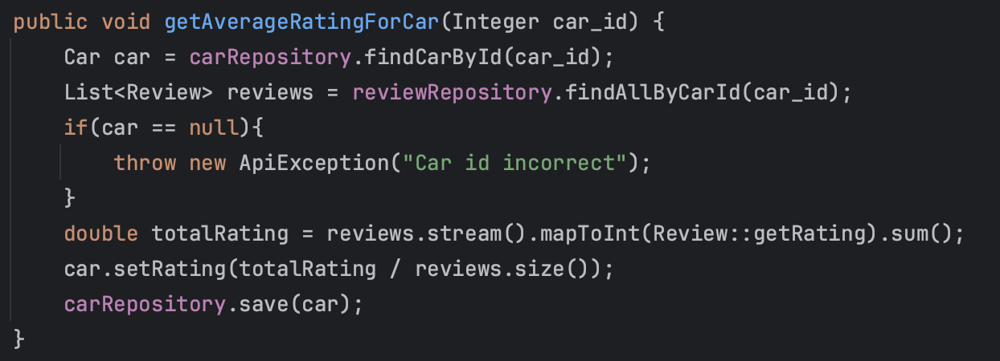 public void getAverageRatingForCar(Integer car_id) {
    Car car = carRepository.findCarById(car_id);
    List<Review> reviews = reviewRepository.findAllByCarId(car_id);
    if(car == null){
        throw new ApiException("Car id incorrect");
    }
    double totalRating = reviews.stream().mapToInt(Review::getRating).sum();
    car.setRating(totalRating / reviews.size());
    carRepository.save(car);
}